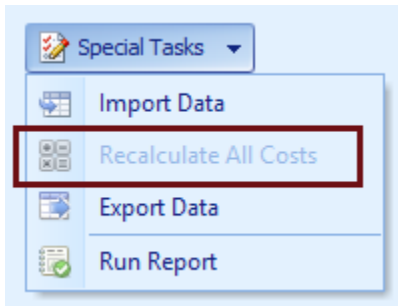 Special Tasks
Import Data
Recalculate All Costs
Export Data
Run Report